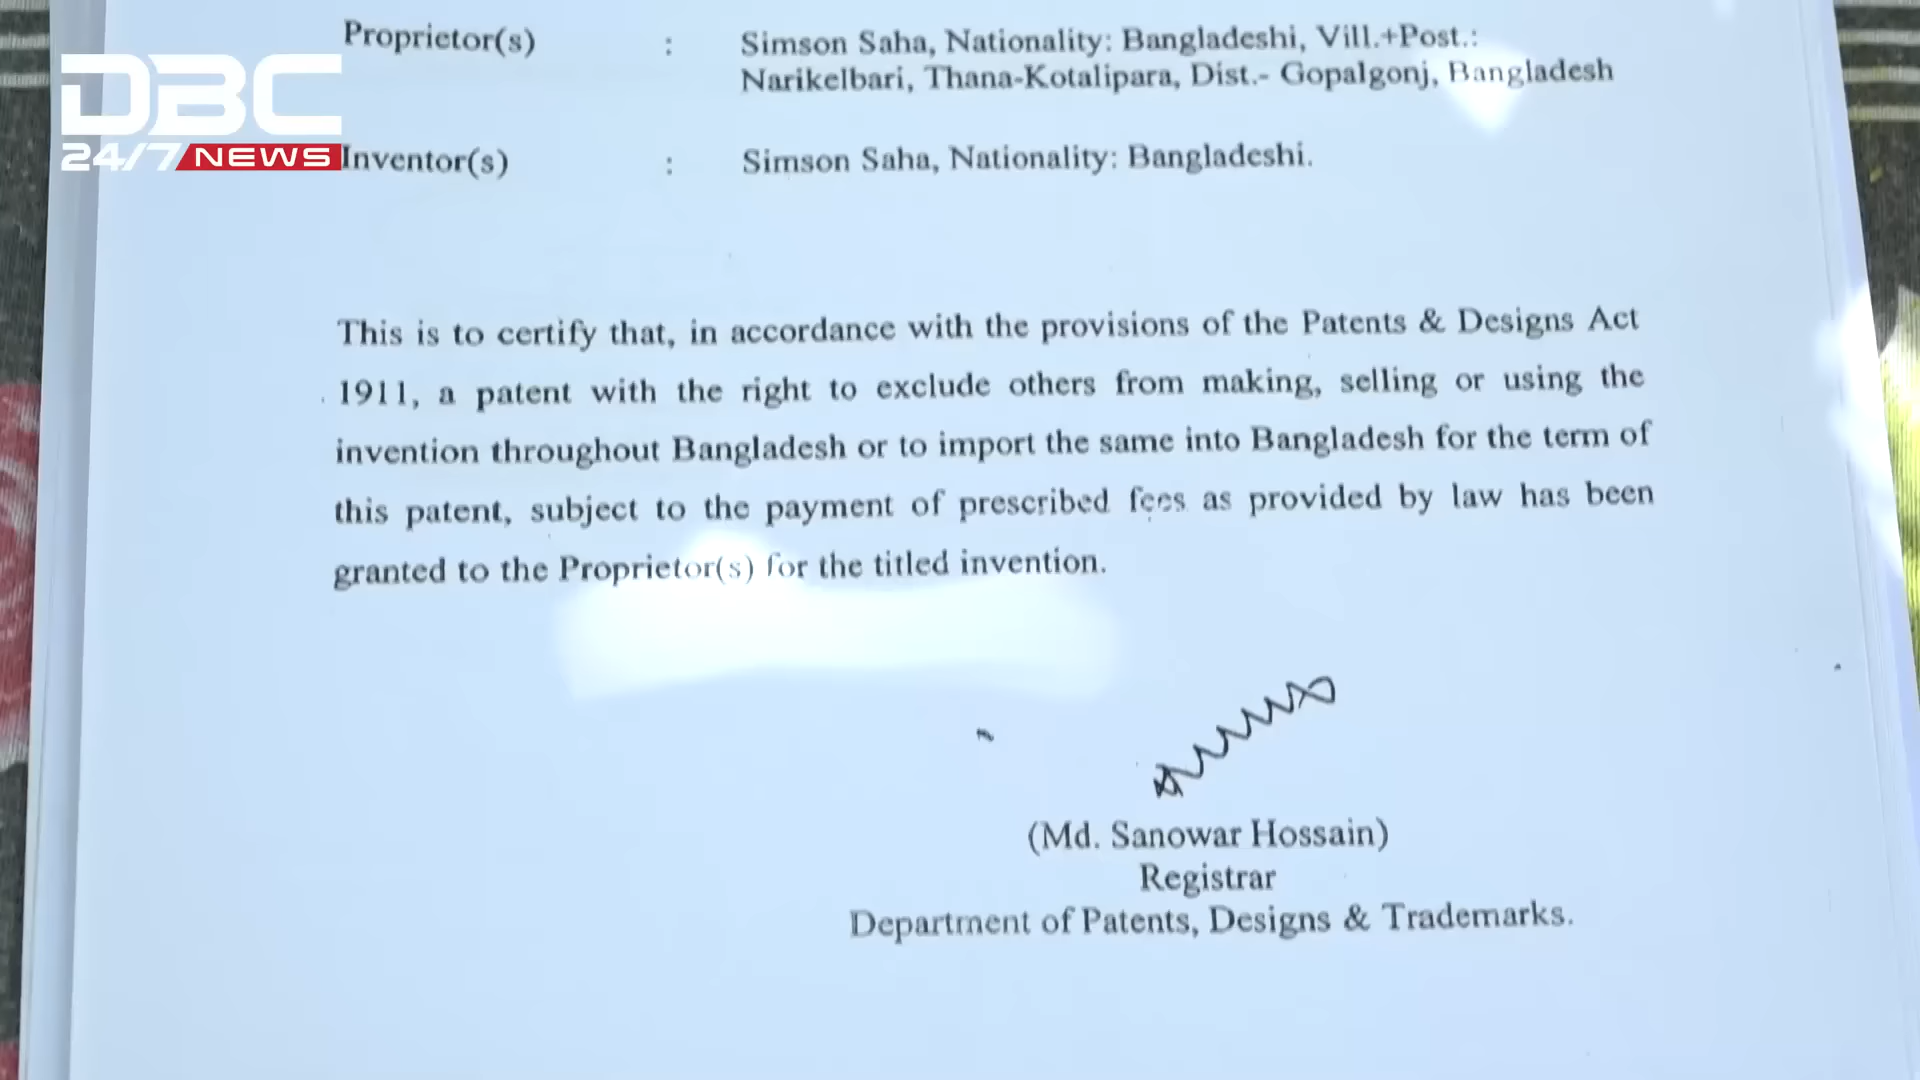 Proprietor(s) : Simson Saha, Nationality: Bangladeshi, Vill.+Post.:
Narikelbari, Thana-Kotalipara, Dist.- Gopalgonj, Bangladesh
DBC
24/7 NEWS
Inventor(s) : Simson Saha, Nationality: Bangladeshi.
This is to certify that, in accordance with the provisions of the Patents & Designs Act
1911, a patent with the right to exclude others from making, selling or using the
invention throughout Bangladesh or to import the same into Bangladesh for the term of
this patent, subject to the payment of prescribed fees as provided by law has been
granted to the Proprietor(s) for the titled invention.
(Md. Sanowar Hossain)
Registrar
Department of Patents, Designs & Trademarks.